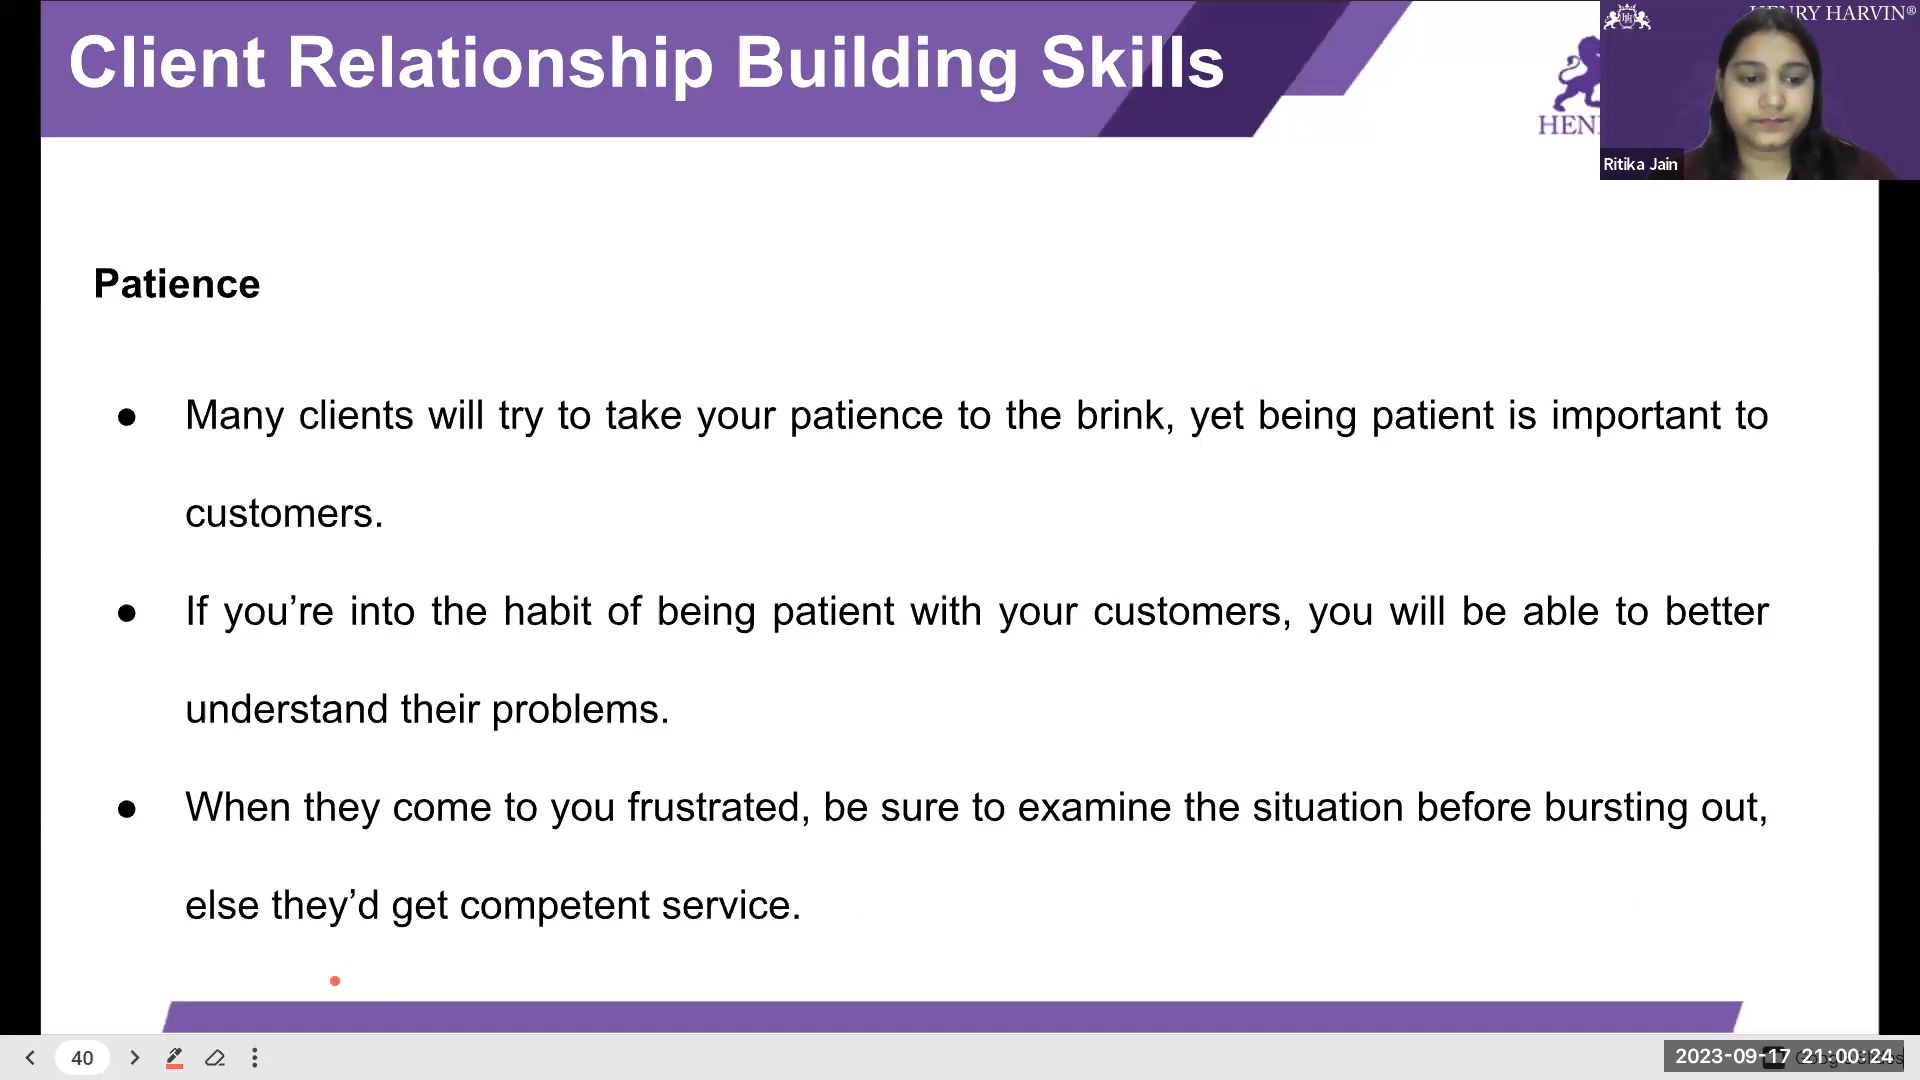 Client Relationship Building Skills
HENRY HARVIN®
HEN
Ritika Jain
Patience
● Many clients will try to take your patience to the brink, yet being patient is important to
customers.
● If you’re into the habit of being patient with your customers, you will be able to better
understand their problems.
● When they come to you frustrated, be sure to examine the situation before bursting out,
else they’d get competent service.
40
2023-09-17 21:00:24